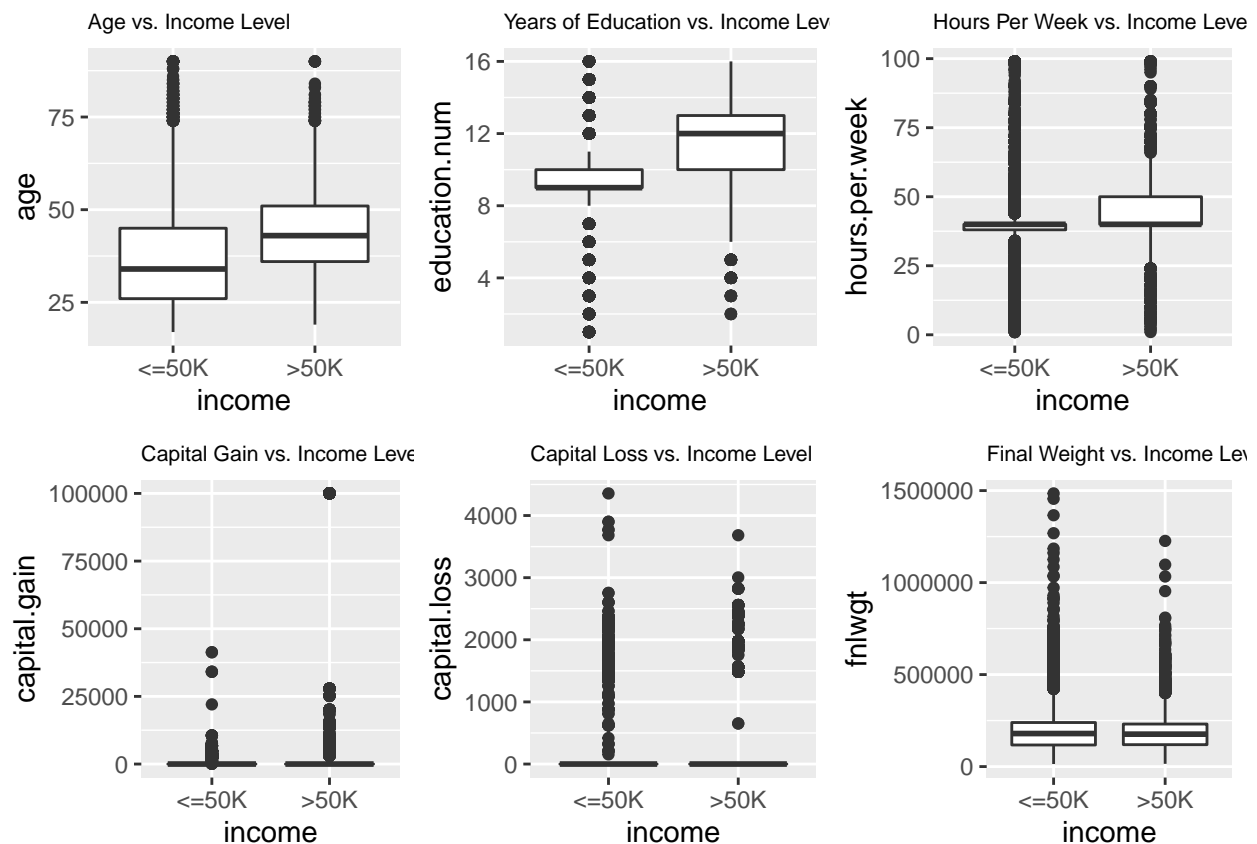 Age vs. Income Level
75
50
25
age
<=50K >50K
income
Years of Education vs. Income Lev
16
12
8
4
education.num
<=50K >50K
income
Hours Per Week vs. Income Leve
100
75
50
25
0
hours.per.week
<=50K >50K
income
Capital Gain vs. Income Leve
100000
75000
50000
25000
0
capital.gain
<=50K >50K
income
Capital Loss vs. Income Level
4000
3000
2000
1000
0
capital.loss
<=50K >50K
income
Final Weight vs. Income Lev
1500000
1000000
500000
0
fnlwgt
<=50K >50K
income